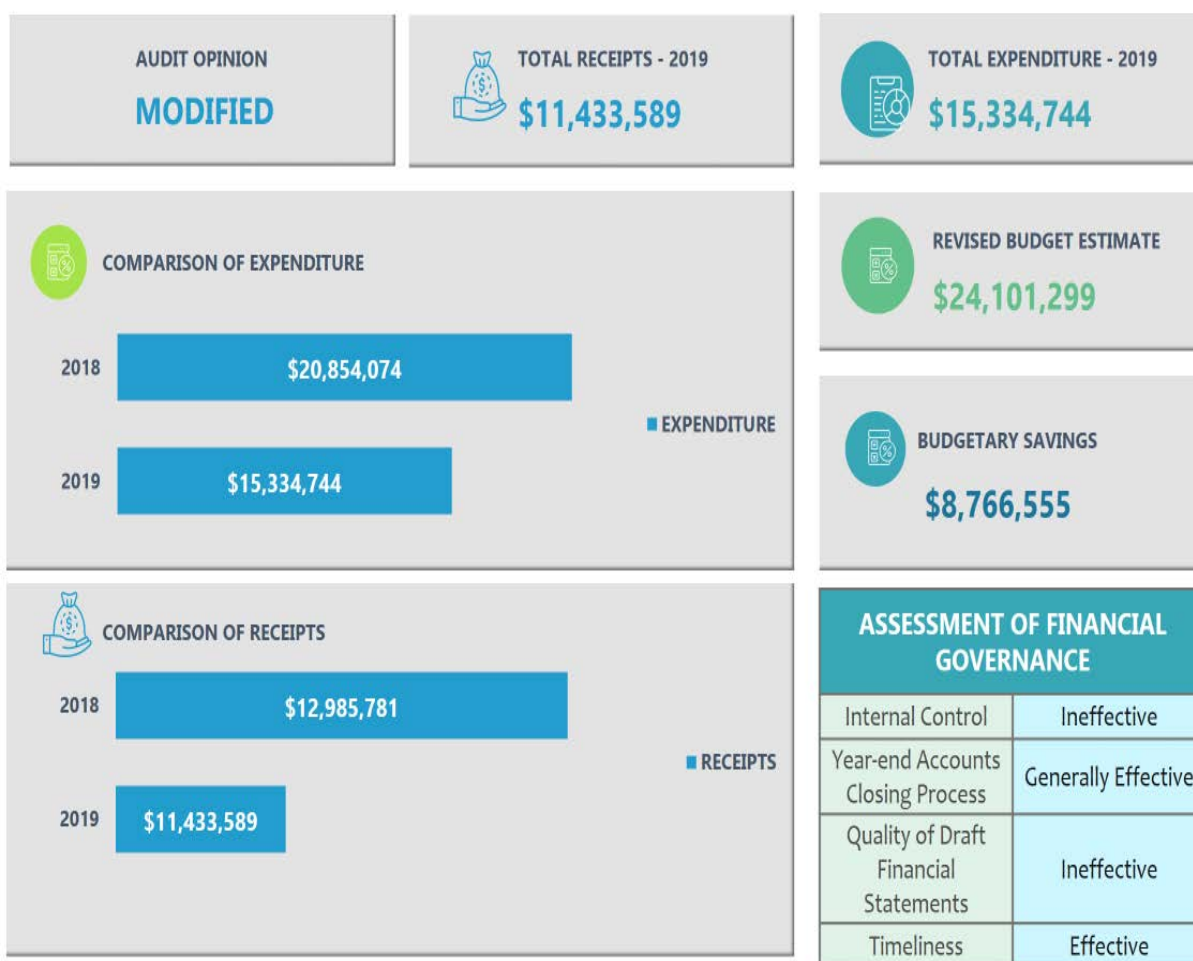 AUDIT OPINION
MODIFIED
TOTAL RECEIPTS - 2019
$11,433,589
TOTAL EXPENDITURE - 2019
$15,334,744
COMPARISON OF EXPENDITURE
2018
$20,854,074
EXPENDITURE
2019
$15,334,744
REVISED BUDGET ESTIMATE
$24,101,299
BUDGETARY SAVINGS
$8,766,555
COMPARISON OF RECEIPTS
2018
$12,985,781
RECEIPTS
2019
$11,433,589
ASSESSMENT OF FINANCIAL
GOVERNANCE
Internal Control
Ineffective
Year-end Accounts
Closing Process
Generally Effective
Quality of Draft
Financial
Statements
Ineffective
Timeliness
Effective